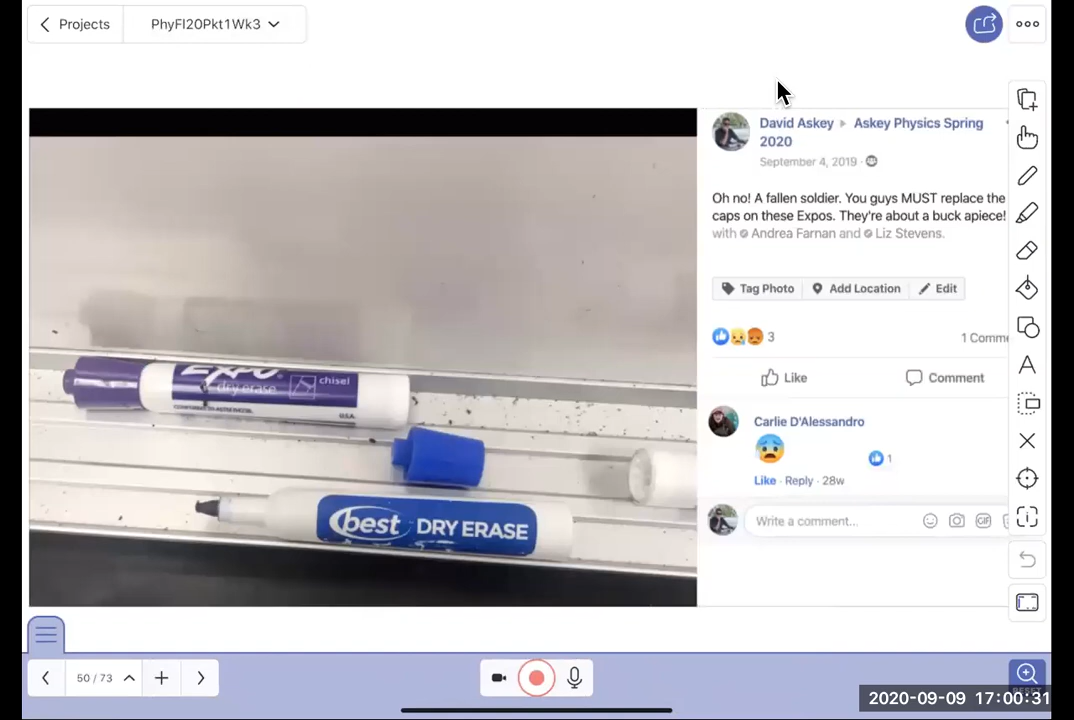 Projects
PhyFl20Pkt1Wk3
David Askey ▸ Askey Physics Spring
2020
September 4, 2019
Oh no! A fallen soldier. You guys MUST replace the
caps on these Expos. They're about a buck apiece!
with Andrea Farnan and Liz Stevens.
Tag Photo Add Location Edit
3
1 Comme
Like Comment
Carlie D'Alessandro
1
Like · Reply · 28w
Write a comment...
GIF
EXPO
dry erase
chisel
U.S.A.
best DRY ERASE
A
50 / 73
2020-09-09 17:00:31